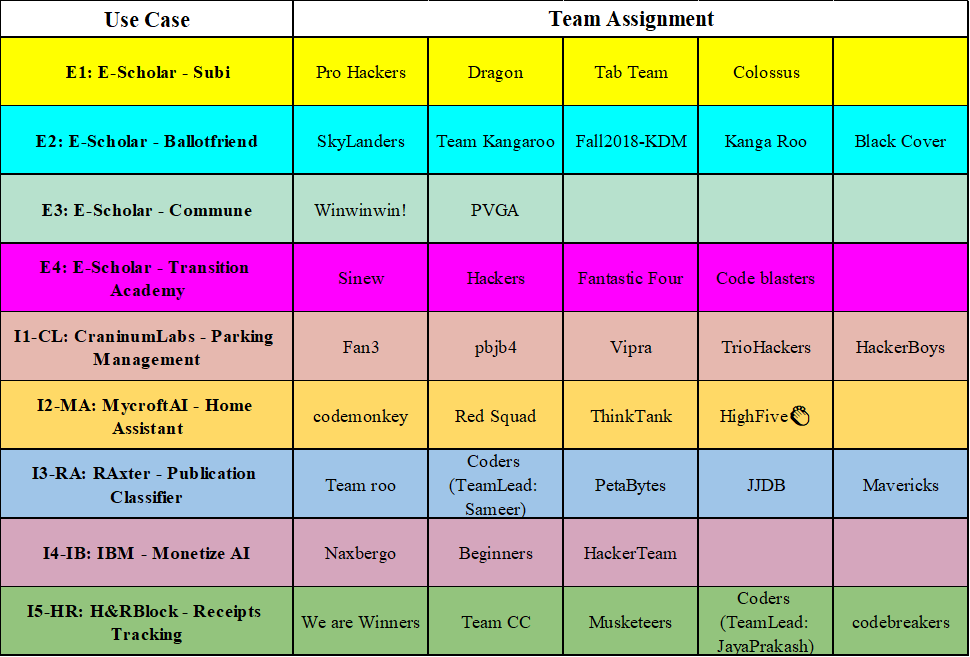 Use Case
Team Assignment
E1: E-Scholar - Subi
Pro Hackers
Dragon
Tab Team
Colossus
E2: E-Scholar - Ballotfriend
SkyLanders
Team Kangaroo
Fall2018-KDM
Kanga Roo
Black Cover
E3: E-Scholar - Commune
Winwinwin!
PVGA
E4: E-Scholar - Transition
Academy
Sinew
Hackers
Fantastic Four
Code blasters
I1-CL: CraninumLabs - Parking
Management
Fan3
pbjb4
Vipra
TrioHackers
HackerBoys
I2-MA: MycroftAI - Home
Assistant
codemonkey
Red Squad
ThinkTank
HighFive👏
I3-RA: RAxter - Publication
Classifier
Team roo
Coders
(TeamLead:
Sameer)
PetaBytes
JJDB
Mavericks
I4-IB: IBM - Monetize AI
Naxbergo
Beginners
HackerTeam
I5-HR: H&RBlock - Receipts
Tracking
We are Winners
Team CC
Musketeers
Coders
(TeamLead:
JayaPrakash)
codebreakers